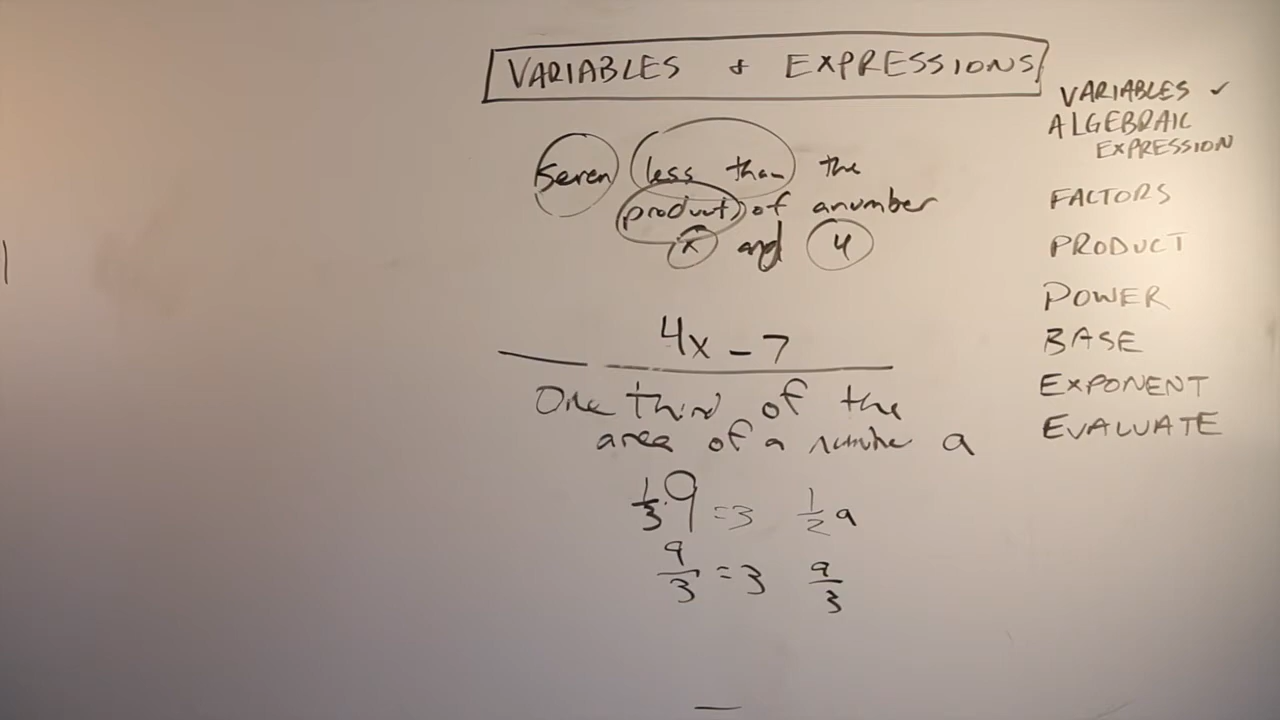 VARIABLES & EXPRESSIONS
seven less than the
product of a number
x and 4
4x - 7
One third of the
area of a number a
1/3 · 9 = 3 1/2 a
9/3 = 3 a/3
VARIABLES ✓
ALGEBRAIC
EXPRESSION
FACTORS
PRODUCT
POWER
BASE
EXPONENT
EVALUATE